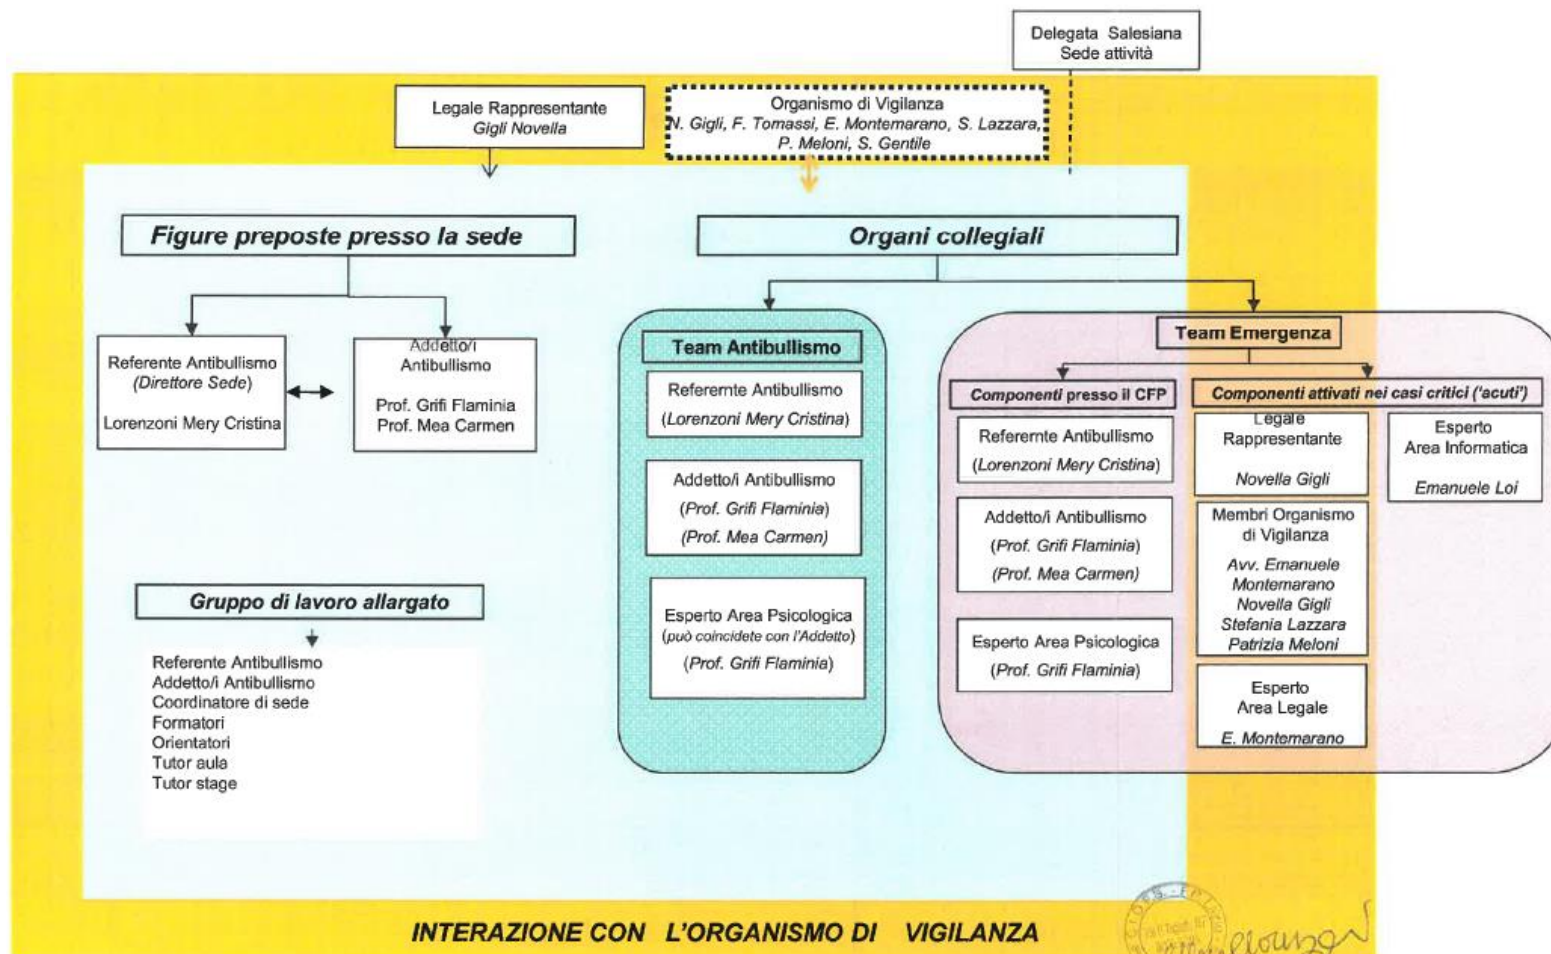 Delegata Salesiana
Sede attività
Legale Rappresentante
Gigli Novella
Organismo di Vigilanza
N. Gigli, F. Tomassi, E. Montemarano, S. Lazzara,
P. Meloni, S. Gentile
Figure preposte presso la sede
Organi collegiali
Referente Antibullismo
(Direttore Sede)
Lorenzoni Mery Cristina
Addetto/i
Antibullismo
Prof. Grifi Flaminia
Prof. Mea Carmen
Team Antibullismo
Referernte Antibullismo
(Lorenzoni Mery Cristina)
Addetto/i Antibullismo
(Prof. Grifi Flaminia)
(Prof. Mea Carmen)
Esperto Area Psicologica
(può coincidete con l'Addetto)
(Prof. Grifi Flaminia)
Team Emergenza
Componenti presso il CFP
Referernte Antibullismo
(Lorenzoni Mery Cristina)
Addetto/i Antibullismo
(Prof. Grifi Flaminia)
(Prof. Mea Carmen)
Esperto Area Psicologica
(Prof. Grifi Flaminia)
Componenti attivati nei casi critici ('acuti')
Legale
Rappresentante
Novella Gigli
Esperto
Area Informatica
Emanuele Loi
Membri Organismo
di Vigilanza
Avv. Emanuele
Montemarano
Novella Gigli
Stefania Lazzara
Patrizia Meloni
Esperto
Area Legale
E. Montemarano
Gruppo di lavoro allargato
Referente Antibullismo
Addetto/i Antibullismo
Coordinatore di sede
Formatori
Orientatori
Tutor aula
Tutor stage
INTERAZIONE CON L'ORGANISMO DI VIGILANZA